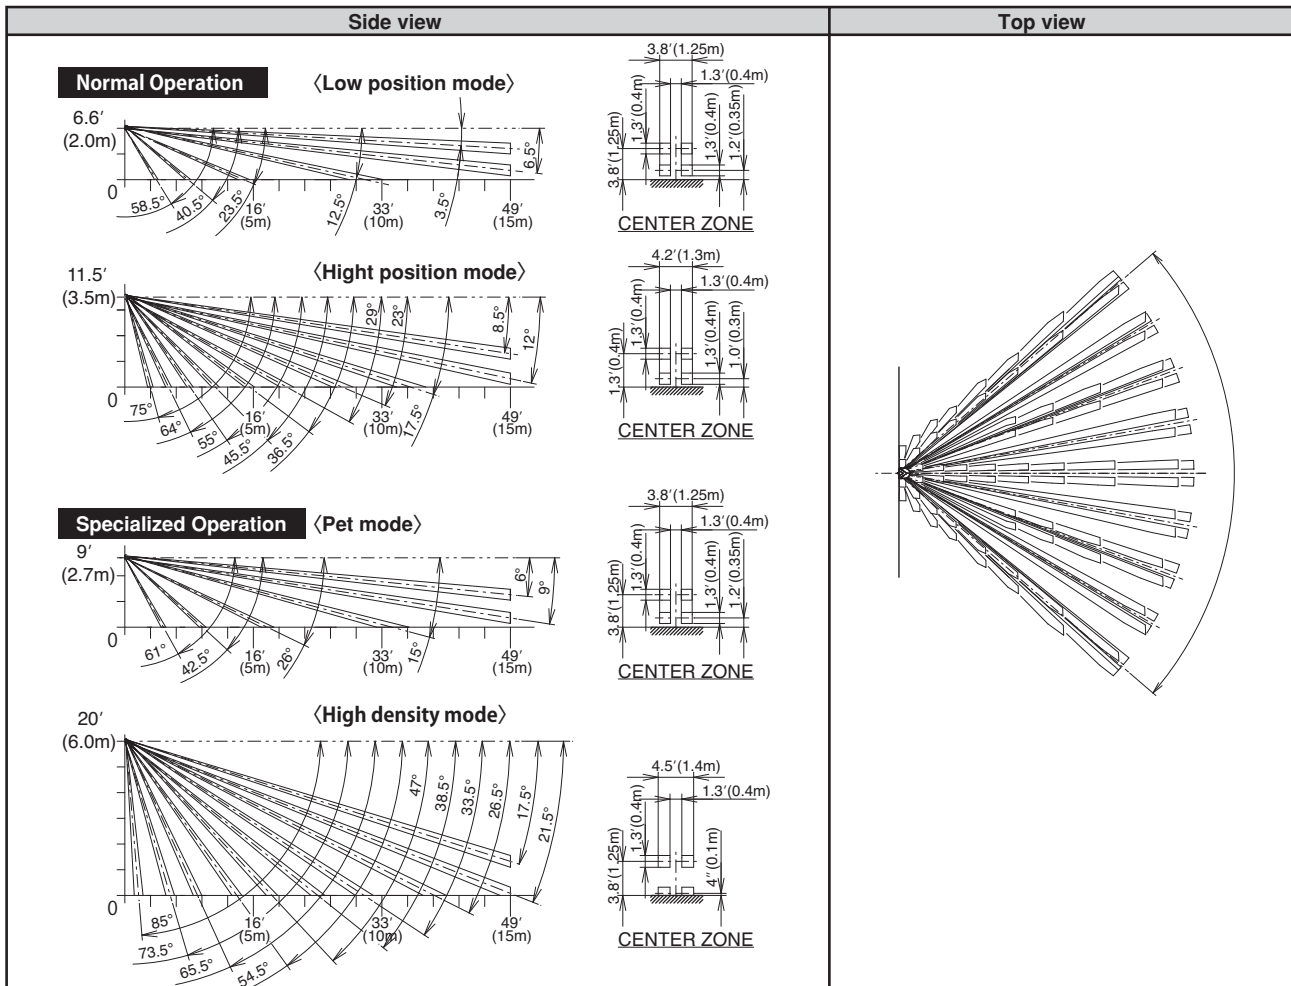 Side view
Top view
Normal Operation
〈Low position mode〉
6.6′
(2.0m)
0
58.5°
40.5°
23.5°
16′
(5m)
12.5°
33′
(10m)
3.5°
6.5°
49′
(15m)
3.8′(1.25m)
1.3′(0.4m)
1.3′(0.4m)
3.8′(1.25m)
1.3′(0.4m)
1.2′(0.35m)
CENTER ZONE
〈Hight position mode〉
11.5′
(3.5m)
0
75°
64°
55°
45.5°
36.5°
29°
23°
17.5°
8.5°
12°
16′
(5m)
33′
(10m)
49′
(15m)
4.2′(1.3m)
1.3′(0.4m)
1.3′(0.4m)
1.3′(0.4m)
1.3′(0.4m)
1.0′(0.3m)
CENTER ZONE
Specialized Operation
〈Pet mode〉
9′
(2.7m)
0
61°
42.5°
26°
15°
6°
9°
16′
(5m)
33′
(10m)
49′
(15m)
3.8′(1.25m)
1.3′(0.4m)
1.3′(0.4m)
3.8′(1.25m)
1.3′(0.4m)
1.2′(0.35m)
CENTER ZONE
〈High density mode〉
20′
(6.0m)
0
85°
73.5°
65.5°
54.5°
47°
38.5°
33.5°
26.5°
17.5°
21.5°
16′
(5m)
33′
(10m)
49′
(15m)
4.5′(1.4m)
1.3′(0.4m)
1.3′(0.4m)
3.8′(1.25m)
4″(0.1m)
CENTER ZONE